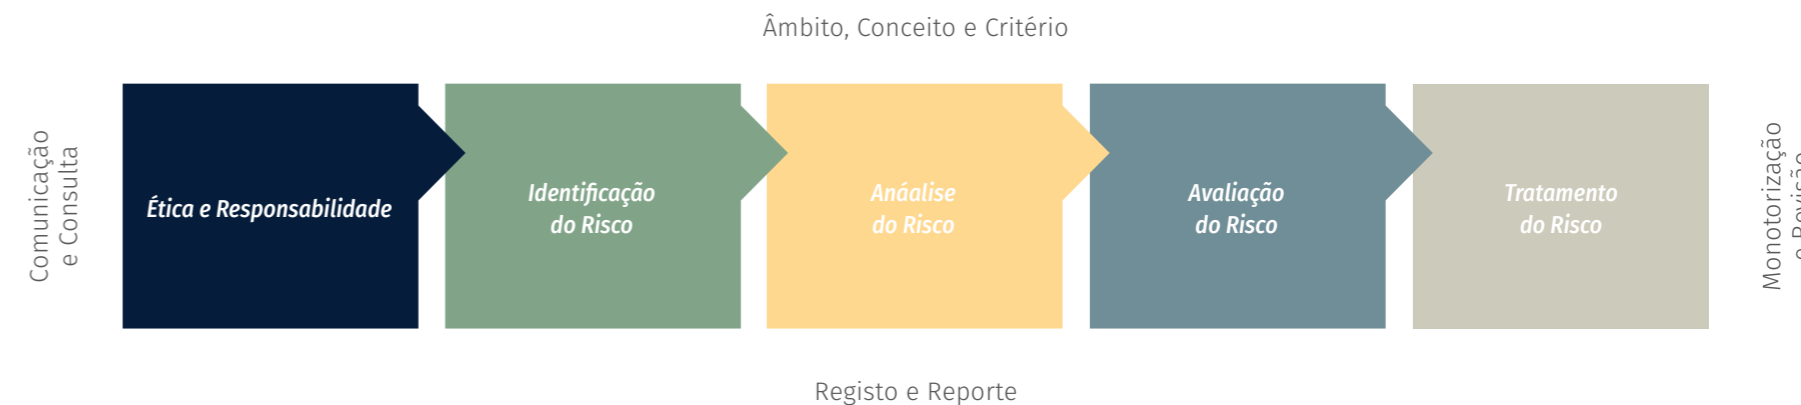 Âmbito, Conceito e Critério
Comunicação
e Consulta
Ética e Responsabilidade
Identificação
do Risco
Anáalise
do Risco
Avaliação
do Risco
Tratamento
do Risco
Monotorização
e Revisão
Registo e Reporte